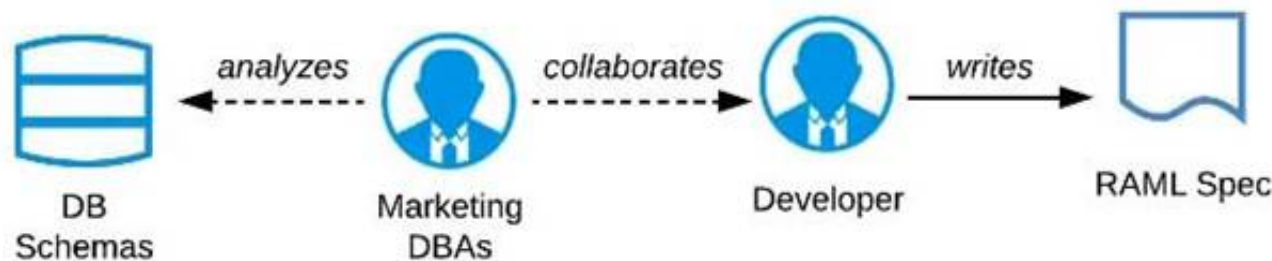 analyzes
collaborates
writes
DB
Schemas
Marketing
DBAs
Developer
RAML Spec